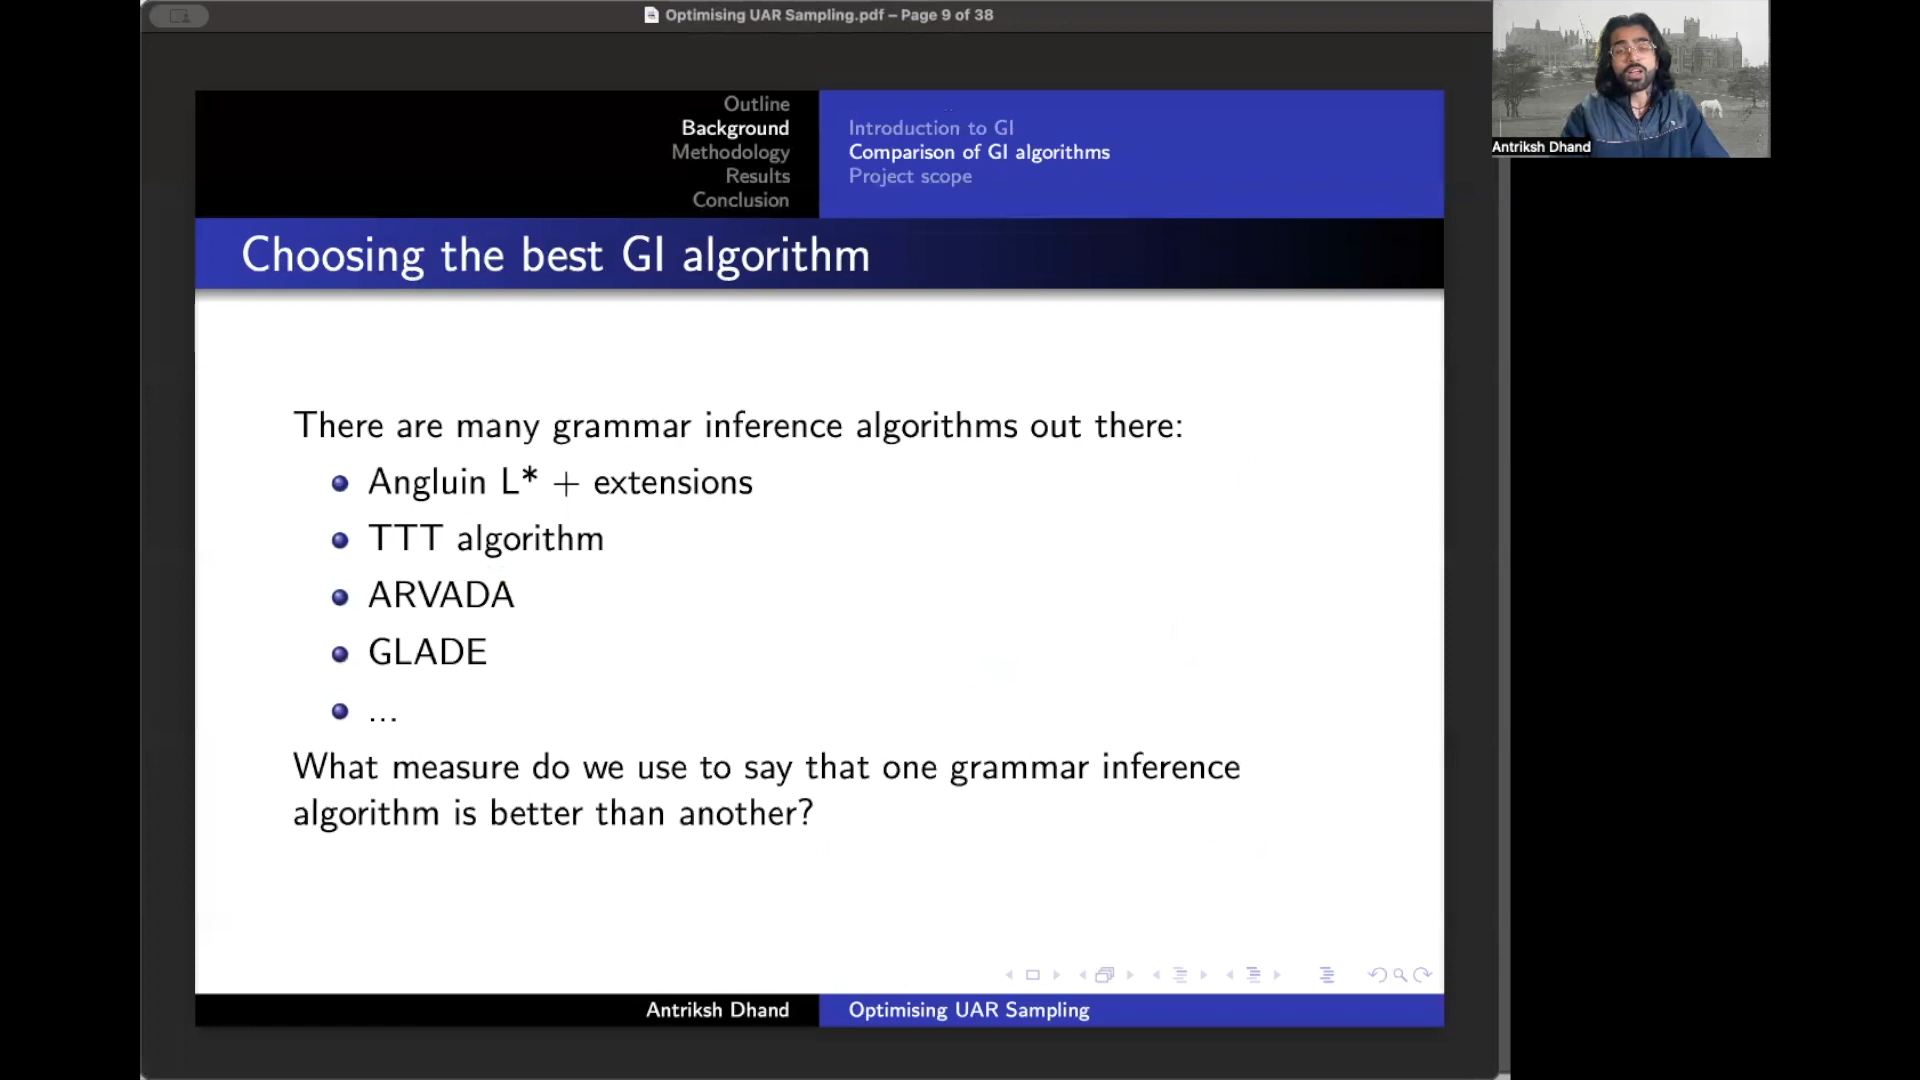 Optimising UAR Sampling.pdf – Page 9 of 38
Antriksh Dhand
Outline
Background
Methodology
Results
Conclusion
Introduction to GI
Comparison of GI algorithms
Project scope
Choosing the best GI algorithm
There are many grammar inference algorithms out there:
Angluin L* + extensions
TTT algorithm
ARVADA
GLADE
...
What measure do we use to say that one grammar inference
algorithm is better than another?
Antriksh Dhand
Optimising UAR Sampling